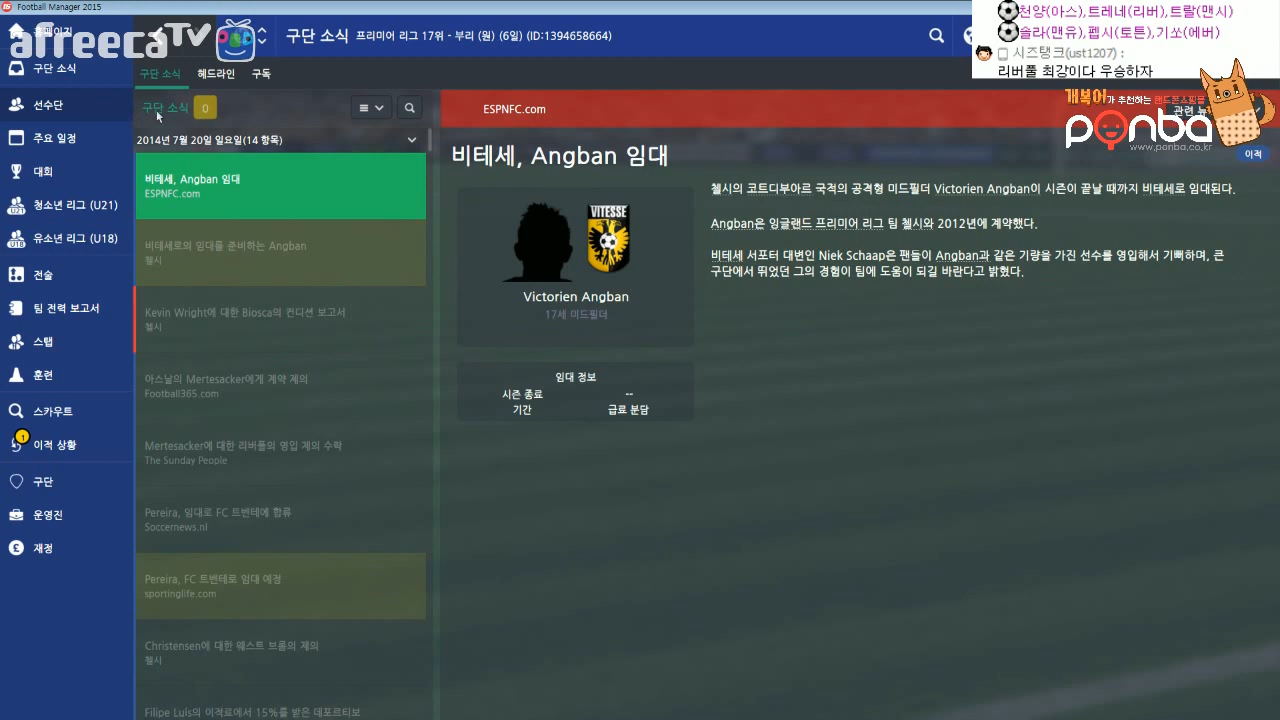 Football Manager 2015
afreecaTV
홈페이지
구단 소식
선수단
주요 일정
대회
청소년 리그 (U21)
유소년 리그 (U18)
전술
팀 전력 보고서
스탭
훈련
스카우트
1
이적 상황
구단
운영진
재정
구단 소식 프리미어 리그 17위 - 부리 (원) (6일) (ID:1394658664)
천양(아스),트레네(리버),트랄(맨시)
올라(맨유),펩시(토튼),기쏘(에버)
시즈탱크(ust1207) :
리버풀 최강이다 우승하자
개복어가 추천하는 핸드폰쇼핑몰
ponba
www.ponba.co.kr
관련 뉴
이적
구단 소식 헤드라인 구독
구단 소식 0
2014년 7월 20일 일요일(14 항목)
비테세, Angban 임대
ESPNFC.com
비테세로의 임대를 준비하는 Angban
첼시
Kevin Wright에 대한 Biosca의 컨디션 보고서
첼시
아스날의 Mertesacker에게 계약 제의
Football365.com
Mertesacker에 대한 리버풀의 영입 제의 수락
The Sunday People
Pereira, 임대로 FC 트벤테에 합류
Soccernews.nl
Pereira, FC 트벤테로 임대 예정
sportinglife.com
Christensen에 대한 웨스트 브롬의 제의
첼시
Filipe Luís의 이적료에서 15%를 받은 데포르티보
ESPNFC.com
비테세, Angban 임대
VITESSE
Victorien Angban
17세 미드필더
임대 정보
시즌 종료 --
기간 급료 분담
첼시의 코트디부아르 국적의 공격형 미드필더 Victorien Angban이 시즌이 끝날 때까지 비테세로 임대된다.
Angban은 잉글랜드 프리미어 리그 팀 첼시와 2012년에 계약했다.
비테세 서포터 대변인 Niek Schaap은 팬들이 Angban과 같은 기량을 가진 선수를 영입해서 기뻐하며, 큰
구단에서 뛰었던 그의 경험이 팀에 도움이 되길 바란다고 밝혔다.